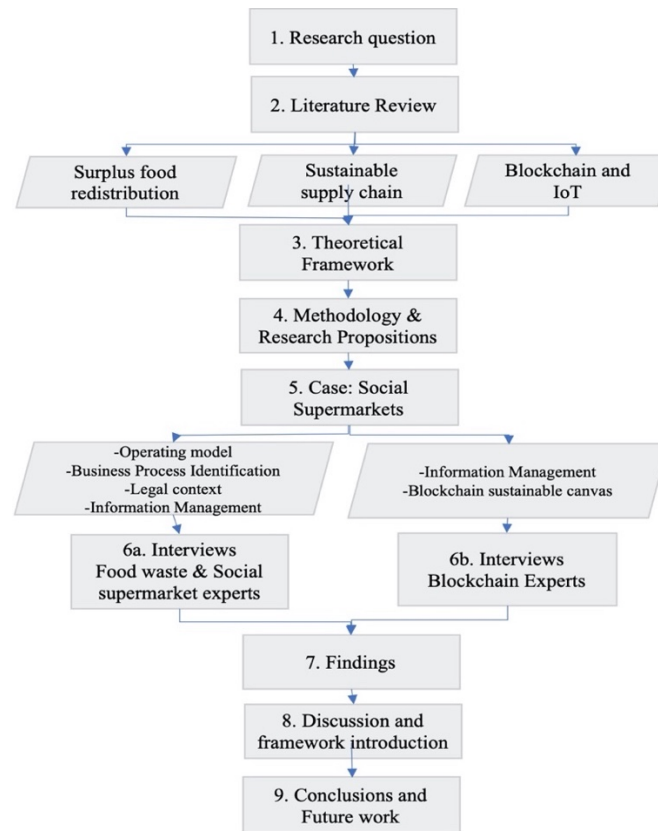 1. Research question
2. Literature Review
Surplus food
redistribution
Sustainable
supply chain
Blockchain and
IoT
3. Theoretical
Framework
4. Methodology &
Research Propositions
5. Case: Social
Supermarkets
-Operating model
-Business Process Identification
-Legal context
-Information Management
-Information Management
-Blockchain sustainable canvas
6a. Interviews
Food waste & Social
supermarket experts
6b. Interviews
Blockchain Experts
7. Findings
8. Discussion and
framework introduction
9. Conclusions and
Future work